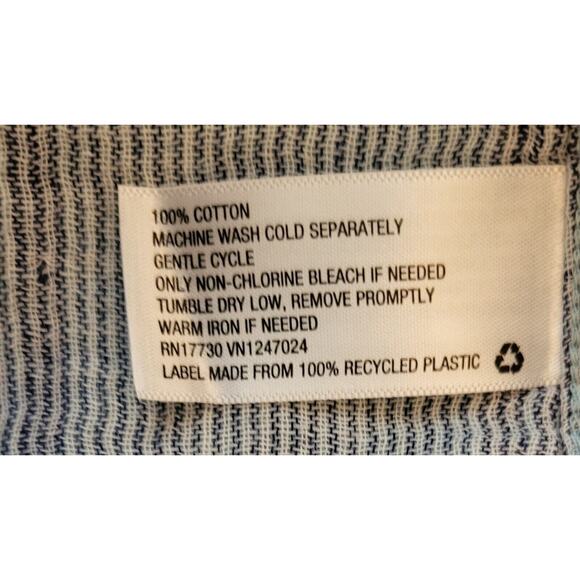 100% COTTON
MACHINE WASH COLD SEPARATELY
GENTLE CYCLE
ONLY NON-CHLORINE BLEACH IF NEEDED
TUMBLE DRY LOW, REMOVE PROMPTLY
WARM IRON IF NEEDED
RN17730 VN1247024
LABEL MADE FROM 100% RECYCLED PLASTIC